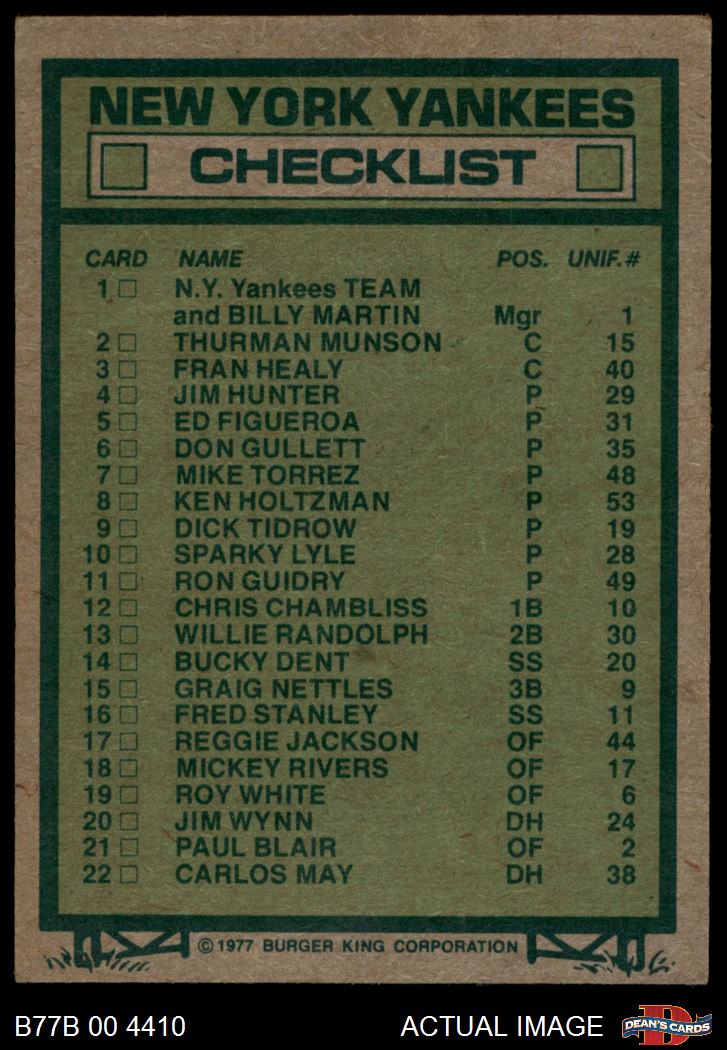 NEW YORK YANKEES
CHECKLIST
CARD NAME POS. UNIF.#
1 N.Y. Yankees TEAM
and BILLY MARTIN Mgr 1
2 THURMAN MUNSON C 15
3 FRAN HEALY C 40
4 JIM HUNTER P 29
5 ED FIGUEROA P 31
6 DON GULLETT P 35
7 MIKE TORREZ P 48
8 KEN HOLTZMAN P 53
9 DICK TIDROW P 19
10 SPARKY LYLE P 28
11 RON GUIDRY P 49
12 CHRIS CHAMBLISS 1B 10
13 WILLIE RANDOLPH 2B 30
14 BUCKY DENT SS 20
15 GRAIG NETTLES 3B 9
16 FRED STANLEY SS 11
17 REGGIE JACKSON OF 44
18 MICKEY RIVERS OF 17
19 ROY WHITE OF 6
20 JIM WYNN DH 24
21 PAUL BLAIR OF 2
22 CARLOS MAY DH 38
©1977 BURGER KING CORPORATION
B77B 00 4410 ACTUAL IMAGE D DEAN'S CARDS